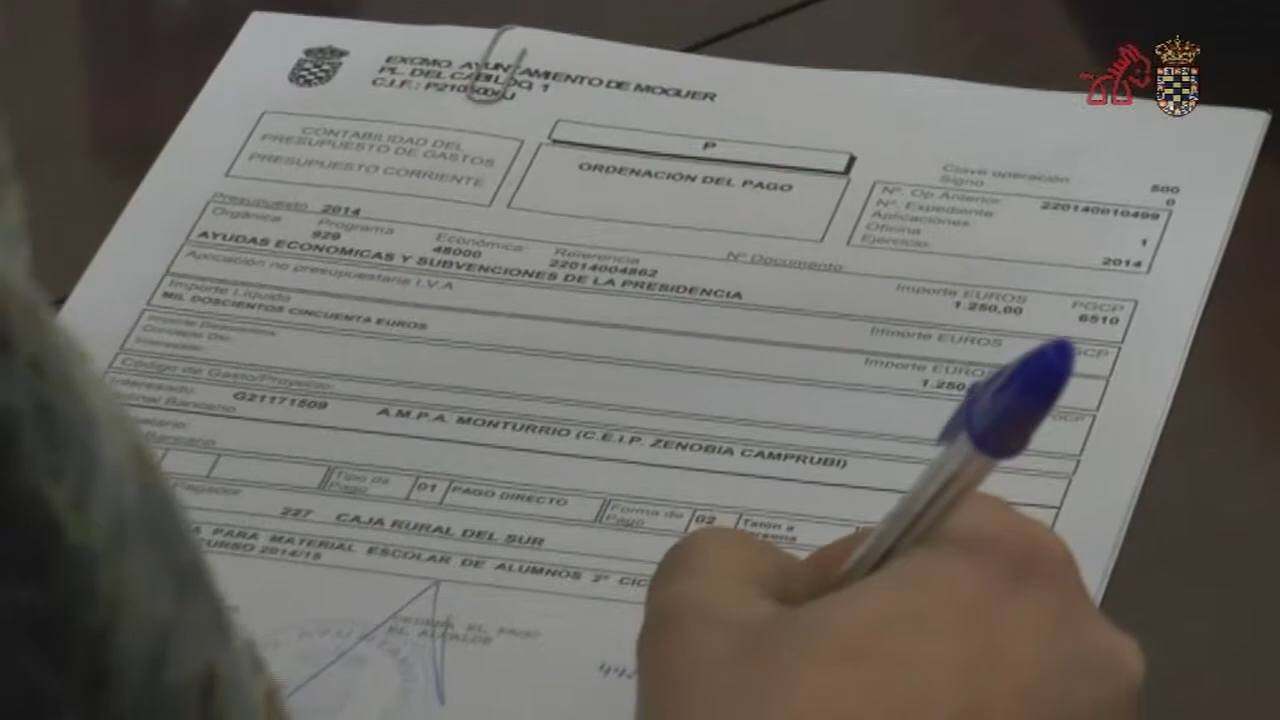 EXCMO. AYUNTAMIENTO DE MOGUER
PL. DEL CABILDO, 1
C.I.F.:
CONTABILIDAD DEL
PRESUPUESTO DE GASTOS
PRESUPUESTO CORRIENTE
P
ORDENACIÓN DEL PAGO
Clave operación 500
Signo 0
Nº. Op.Anterior 220140010499
Nº. Expediente
Aplicaciones 1
Oficina
Ejercicio 2014
Presupuesto 2014
Orgánica Programa Económica Referencia Nº Documento Importe EUROS PGCP
929 48000 22014004862 1.250,00 6510
AYUDAS ECONOMICAS Y SUBVENCIONES DE LA PRESIDENCIA
Aplicación no presupuestaria I.V.A Importe EUROS
Importe Líquido Importe
MIL DOSCIENTOS CINCUENTA EUROS
Código de Gasto/Proyecto:
Interesado: G21171509 A.M.P.A. MONTURRIO (C.E.I.P. ZENOBIA CAMPRUBI)
Tipo de Pago 01 PAGO DIRECTO Forma de Pago 02 Talón a
227 CAJA RURAL DEL SUR
PARA MATERIAL ESCOLAR DE ALUMNOS 2º
CURSO 2014/15
EL ALCALDE